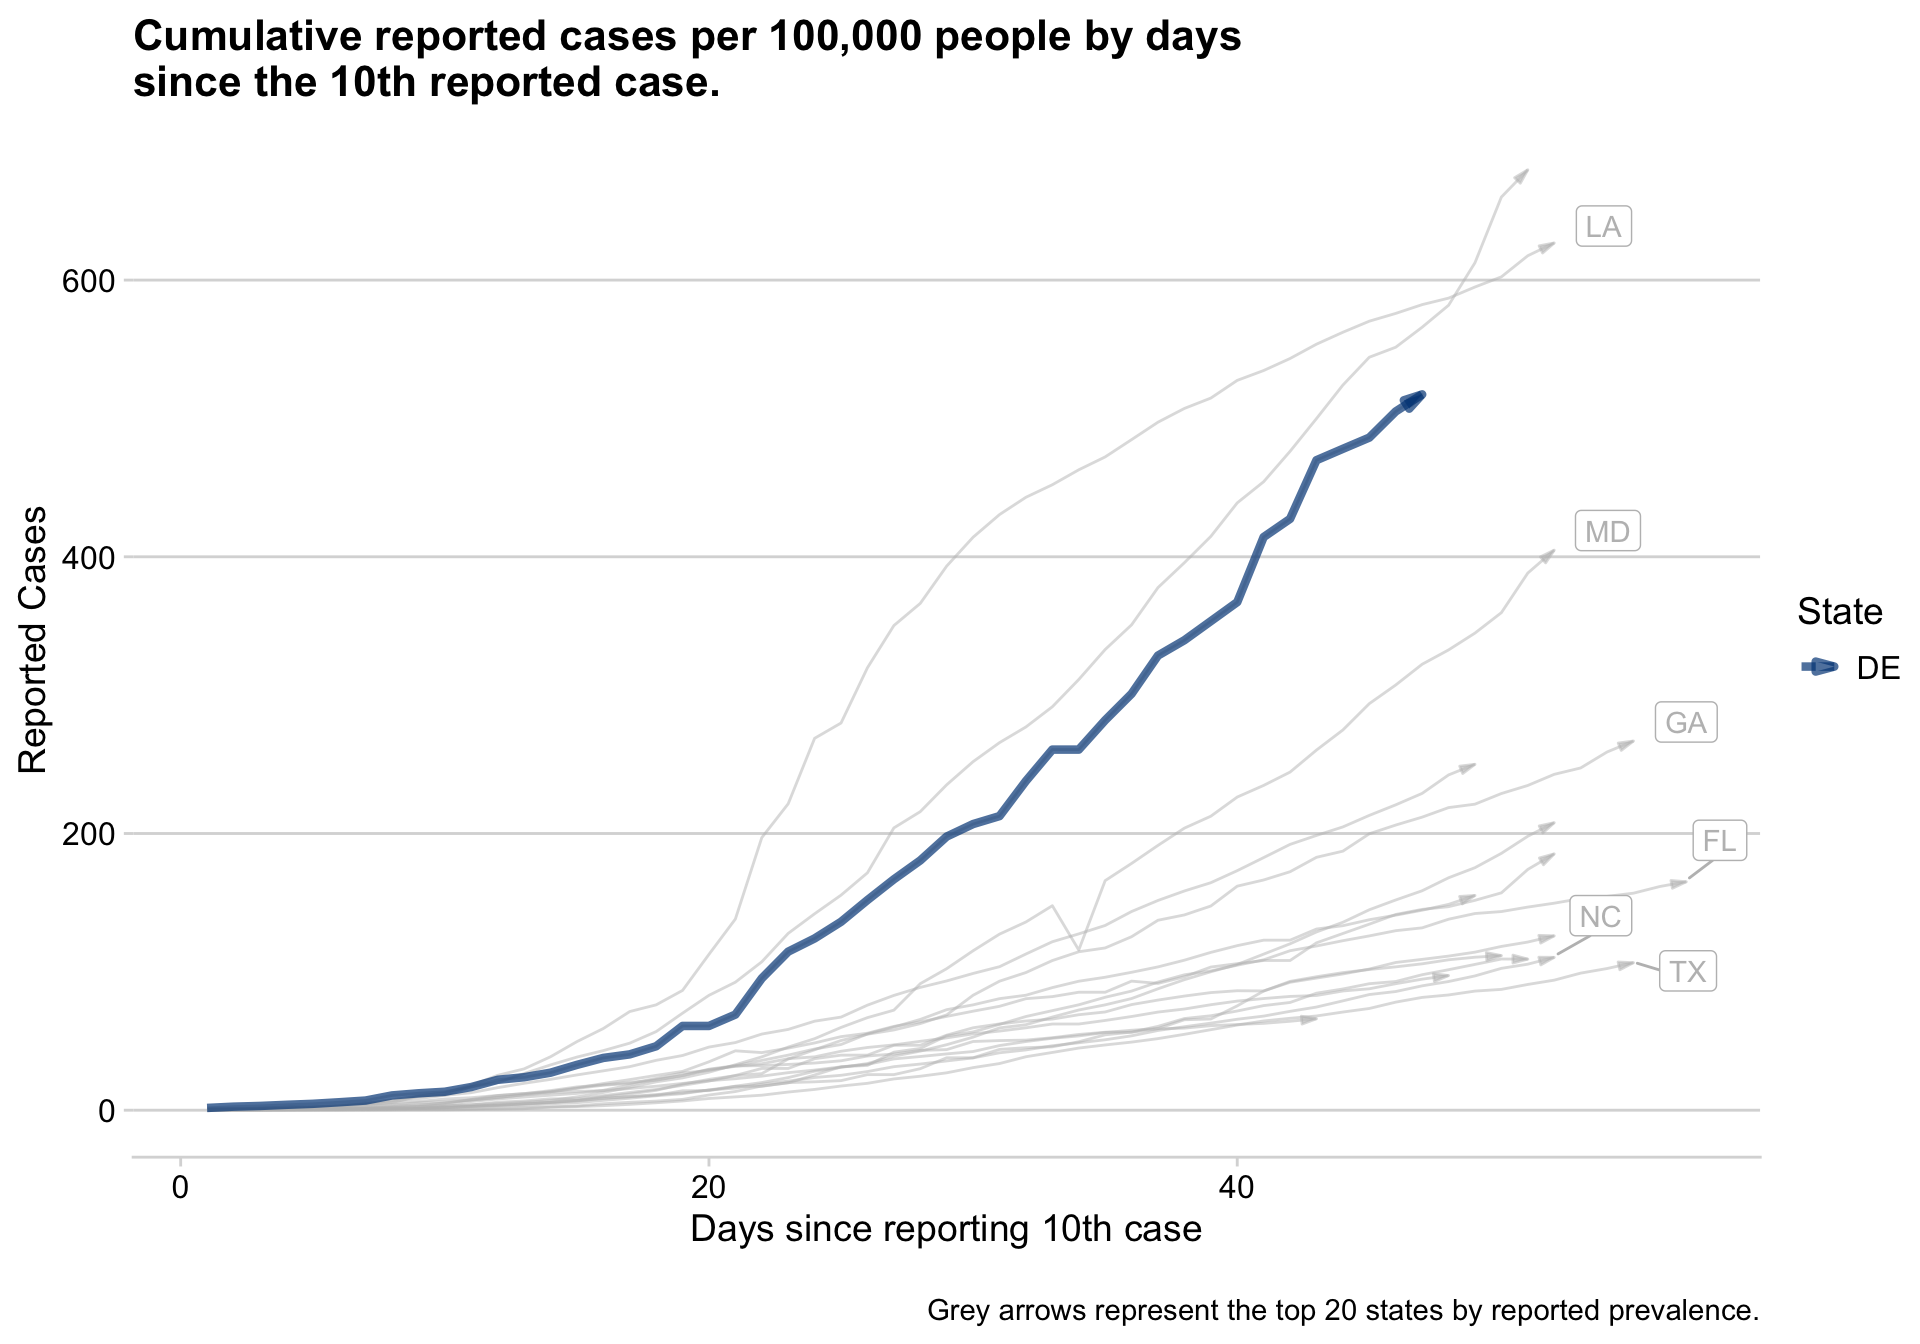 Cumulative reported cases per 100,000 people by days
since the 10th reported case.
LA
600
MD
400
Reported Cases
State
DE
GA
200
FL
NC
TX
0
0 20 40
Days since reporting 10th case
Grey arrows represent the top 20 states by reported prevalence.